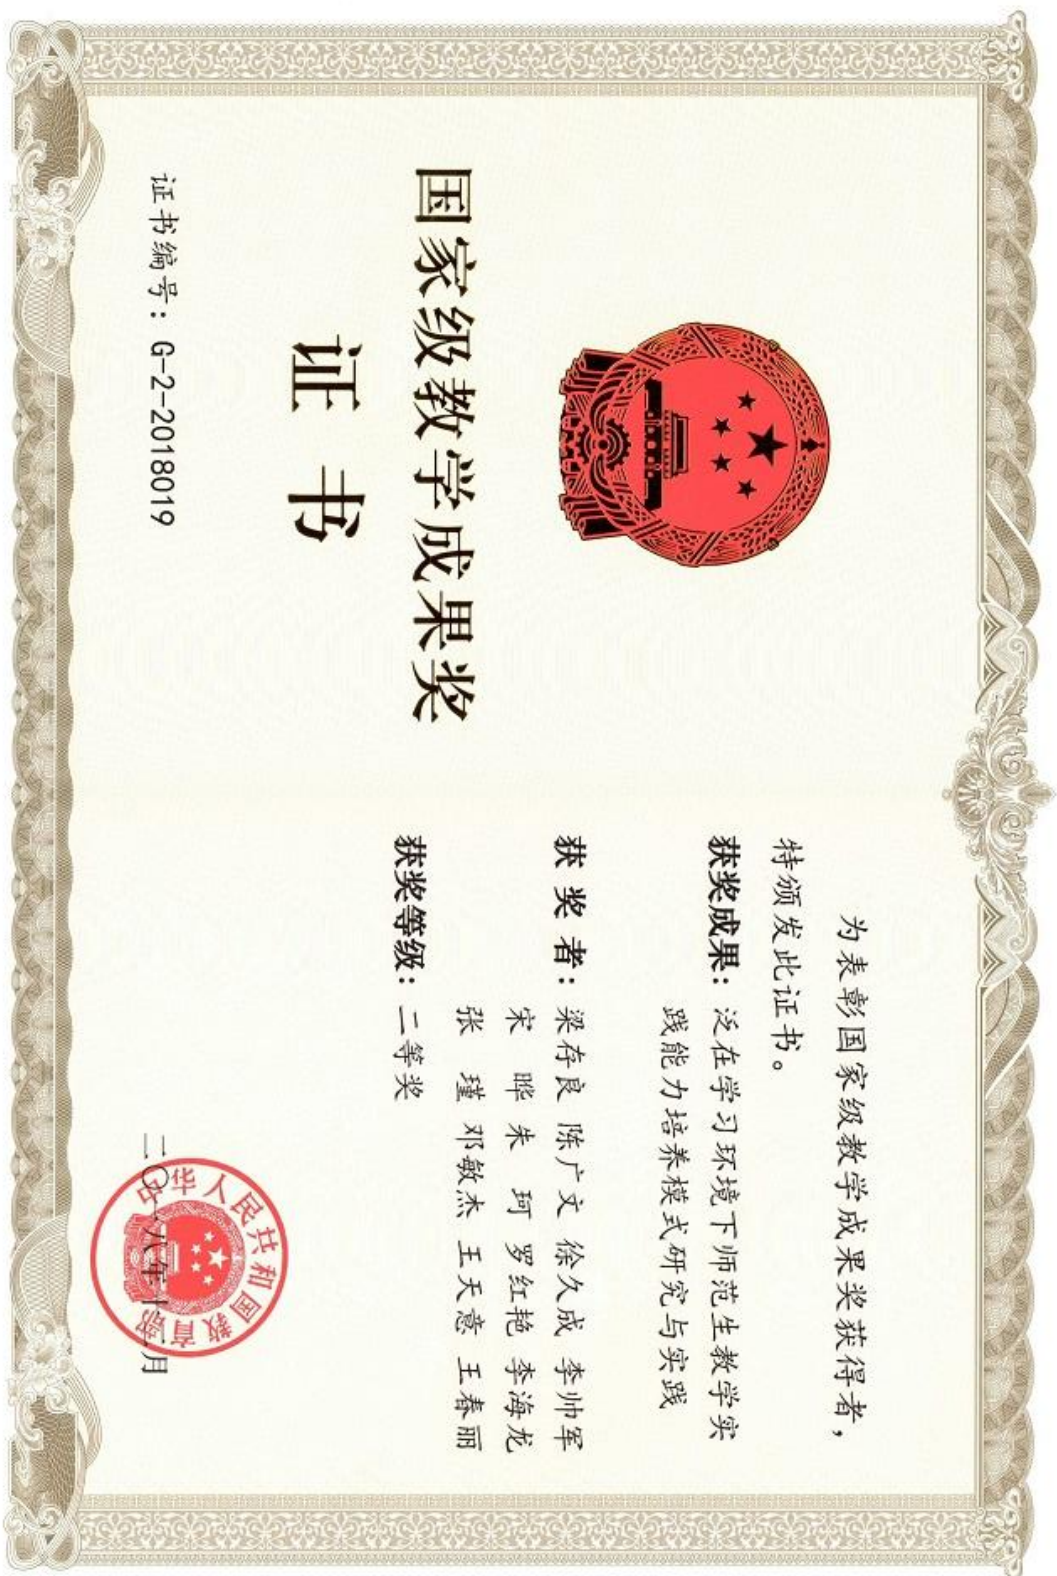 国家级教学成果奖
证 书
证书编号：G-2-2018019
为表彰国家级教学成果奖获得者，
特颁发此证书。
获奖成果：泛在学习环境下师范生教学实
践能力培养模式研究与实践
获 奖 者：梁存良 陈广文 徐久成 李帅军
宋　晔 朱　珂 罗红艳 李海龙
张　瑾 邓敏杰 王天意 王春丽
获奖等级：二等奖
中华人民共和国教育部
二〇一八年十二月